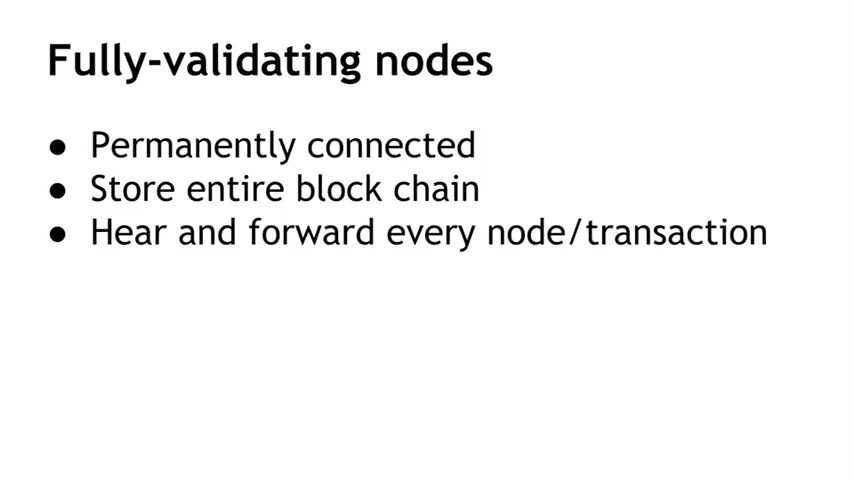 Fully-validating nodes
● Permanently connected
● Store entire block chain
● Hear and forward every node/transaction